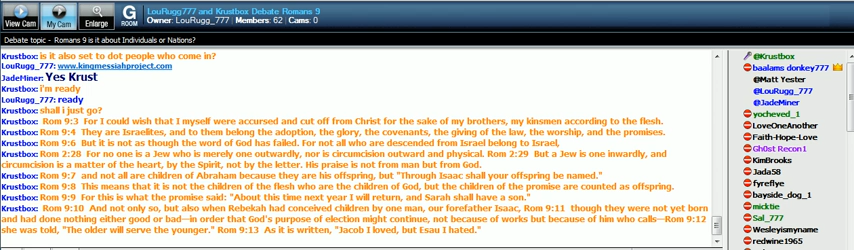 LouRugg777 and Krustbox Debate Romans 9
Owner: LouRugg_777 | Members: 62 | Cams: 0
View Cam
My Cam
Enlarge
G
ROOM
Debate topic - Romans 9 is it about Individuals or Nations?
Krustbox: is it also set to dot people who come in?
LouRugg_777: www.kingmessiahproject.com
JadeMiner: Yes Krust
Krustbox: i'm ready
LouRugg_777: ready
Krustbox: shall i just go?
Krustbox: Rom 9:3 For I could wish that I myself were accursed and cut off from Christ for the sake of my brothers, my kinsmen according to the flesh.
Krustbox: Rom 9:4 They are Israelites, and to them belong the adoption, the glory, the covenants, the giving of the law, the worship, and the promises.
Krustbox: Rom 9:6 But it is not as though the word of God has failed. For not all who are descended from Israel belong to Israel,
Krustbox: Rom 2:28 For no one is a Jew who is merely one outwardly, nor is circumcision outward and physical. Rom 2:29 But a Jew is one inwardly, and
circumcision is a matter of the heart, by the Spirit, not by the letter. His praise is not from man but from God.
Krustbox: Rom 9:7 and not all are children of Abraham because they are his offspring, but "Through Isaac shall your offspring be named."
Krustbox: Rom 9:8 This means that it is not the children of the flesh who are the children of God, but the children of the promise are counted as offspring.
Krustbox: Rom 9:9 For this is what the promise said: "About this time next year I will return, and Sarah shall have a son."
Krustbox: Rom 9:10 And not only so, but also when Rebekah had conceived children by one man, our forefather Isaac, Rom 9:11 though they were not yet born
and had done nothing either good or bad—in order that God's purpose of election might continue, not because of works but because of him who calls—Rom 9:12
she was told, "The older will serve the younger." Rom 9:13 As it is written, "Jacob I loved, but Esau I hated."
@Krustbox
baalams donkey777
@Matt Yester
@LouRugg_777
@JadeMiner
yocheved_1
LoveOneAnother
Faith-Hope-Love
Gh0st Recon1
KimBrooks
Jada58
fyreflye
bayside_dog_1
micktbe
Sal_777
Wesleyismyname
redwine1965